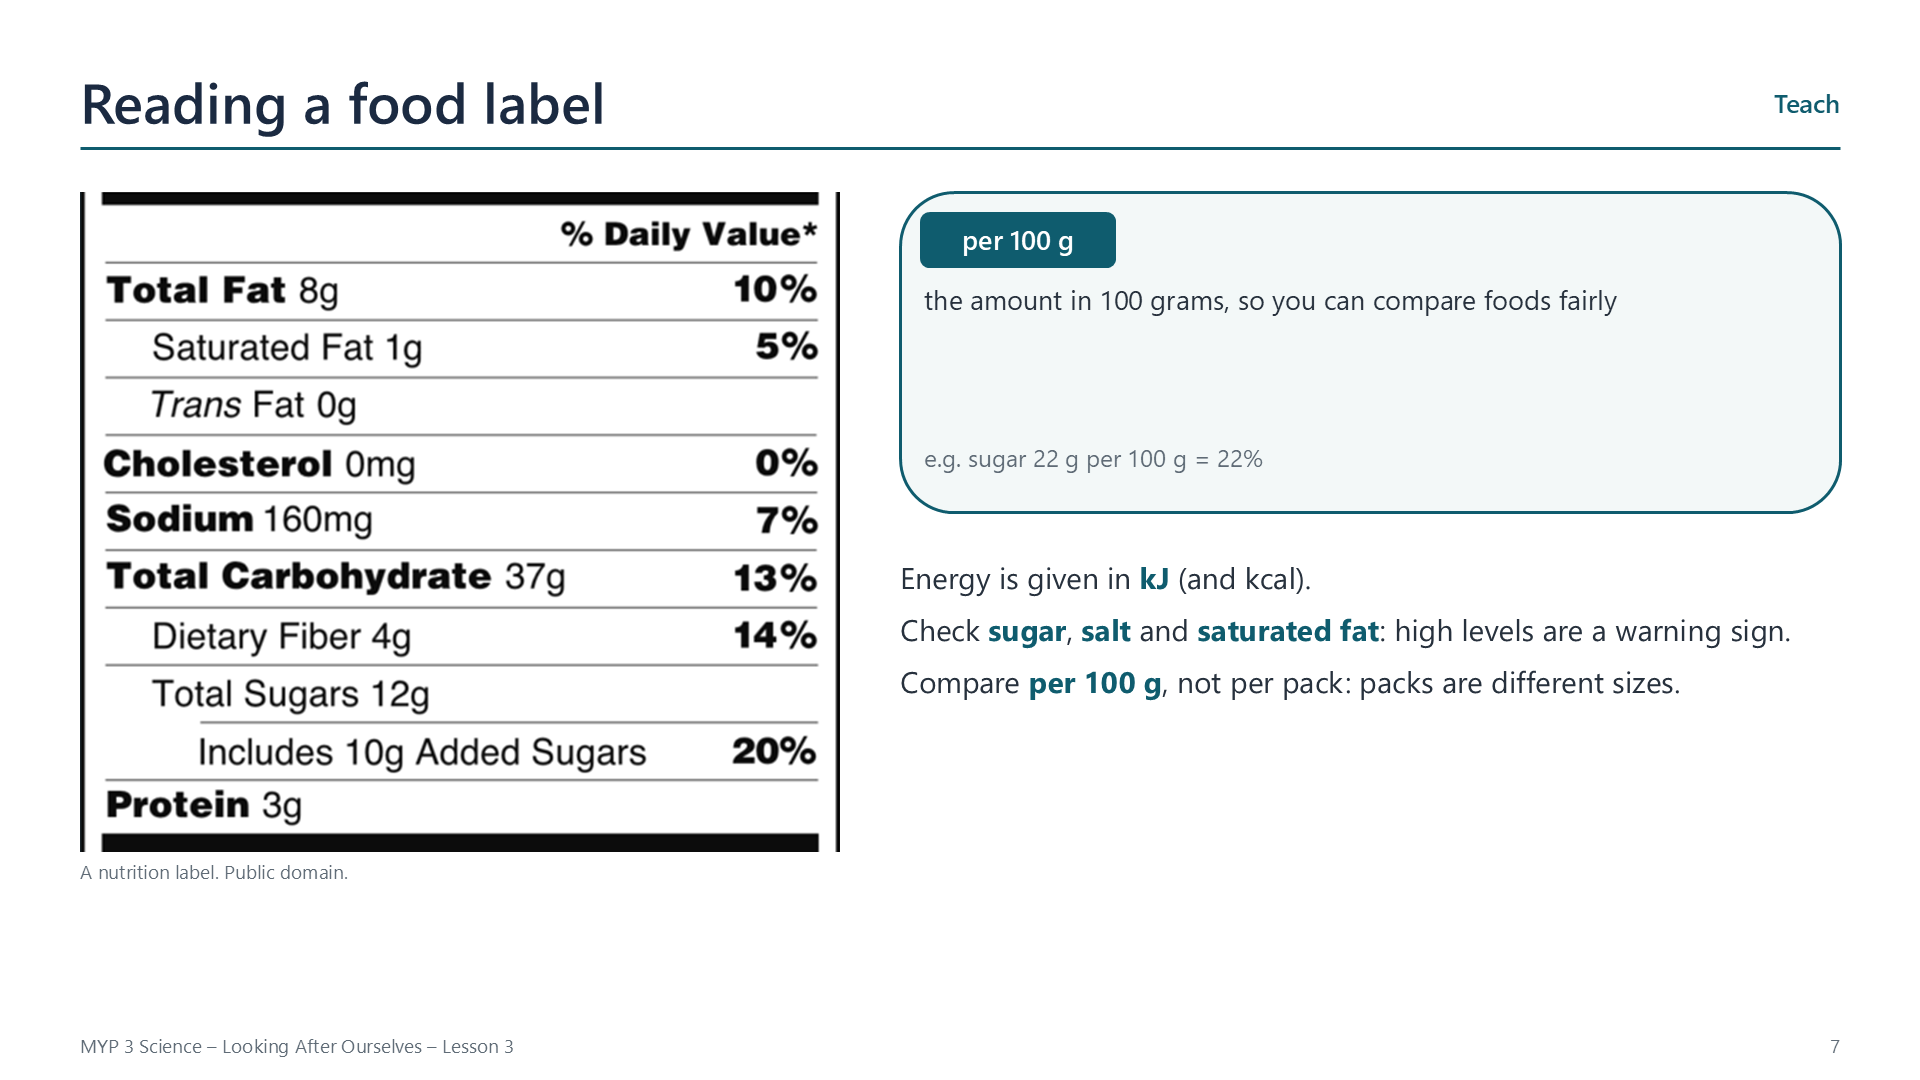 Reading a food label
Teach
% Daily Value*
Total Fat 8g 10%
Saturated Fat 1g 5%
Trans Fat 0g
Cholesterol 0mg 0%
Sodium 160mg 7%
Total Carbohydrate 37g 13%
Dietary Fiber 4g 14%
Total Sugars 12g
Includes 10g Added Sugars 20%
Protein 3g
A nutrition label. Public domain.
per 100 g
the amount in 100 grams, so you can compare foods fairly
e.g. sugar 22 g per 100 g = 22%
Energy is given in kJ (and kcal).
Check sugar, salt and saturated fat: high levels are a warning sign.
Compare per 100 g, not per pack: packs are different sizes.
MYP 3 Science – Looking After Ourselves – Lesson 3
7